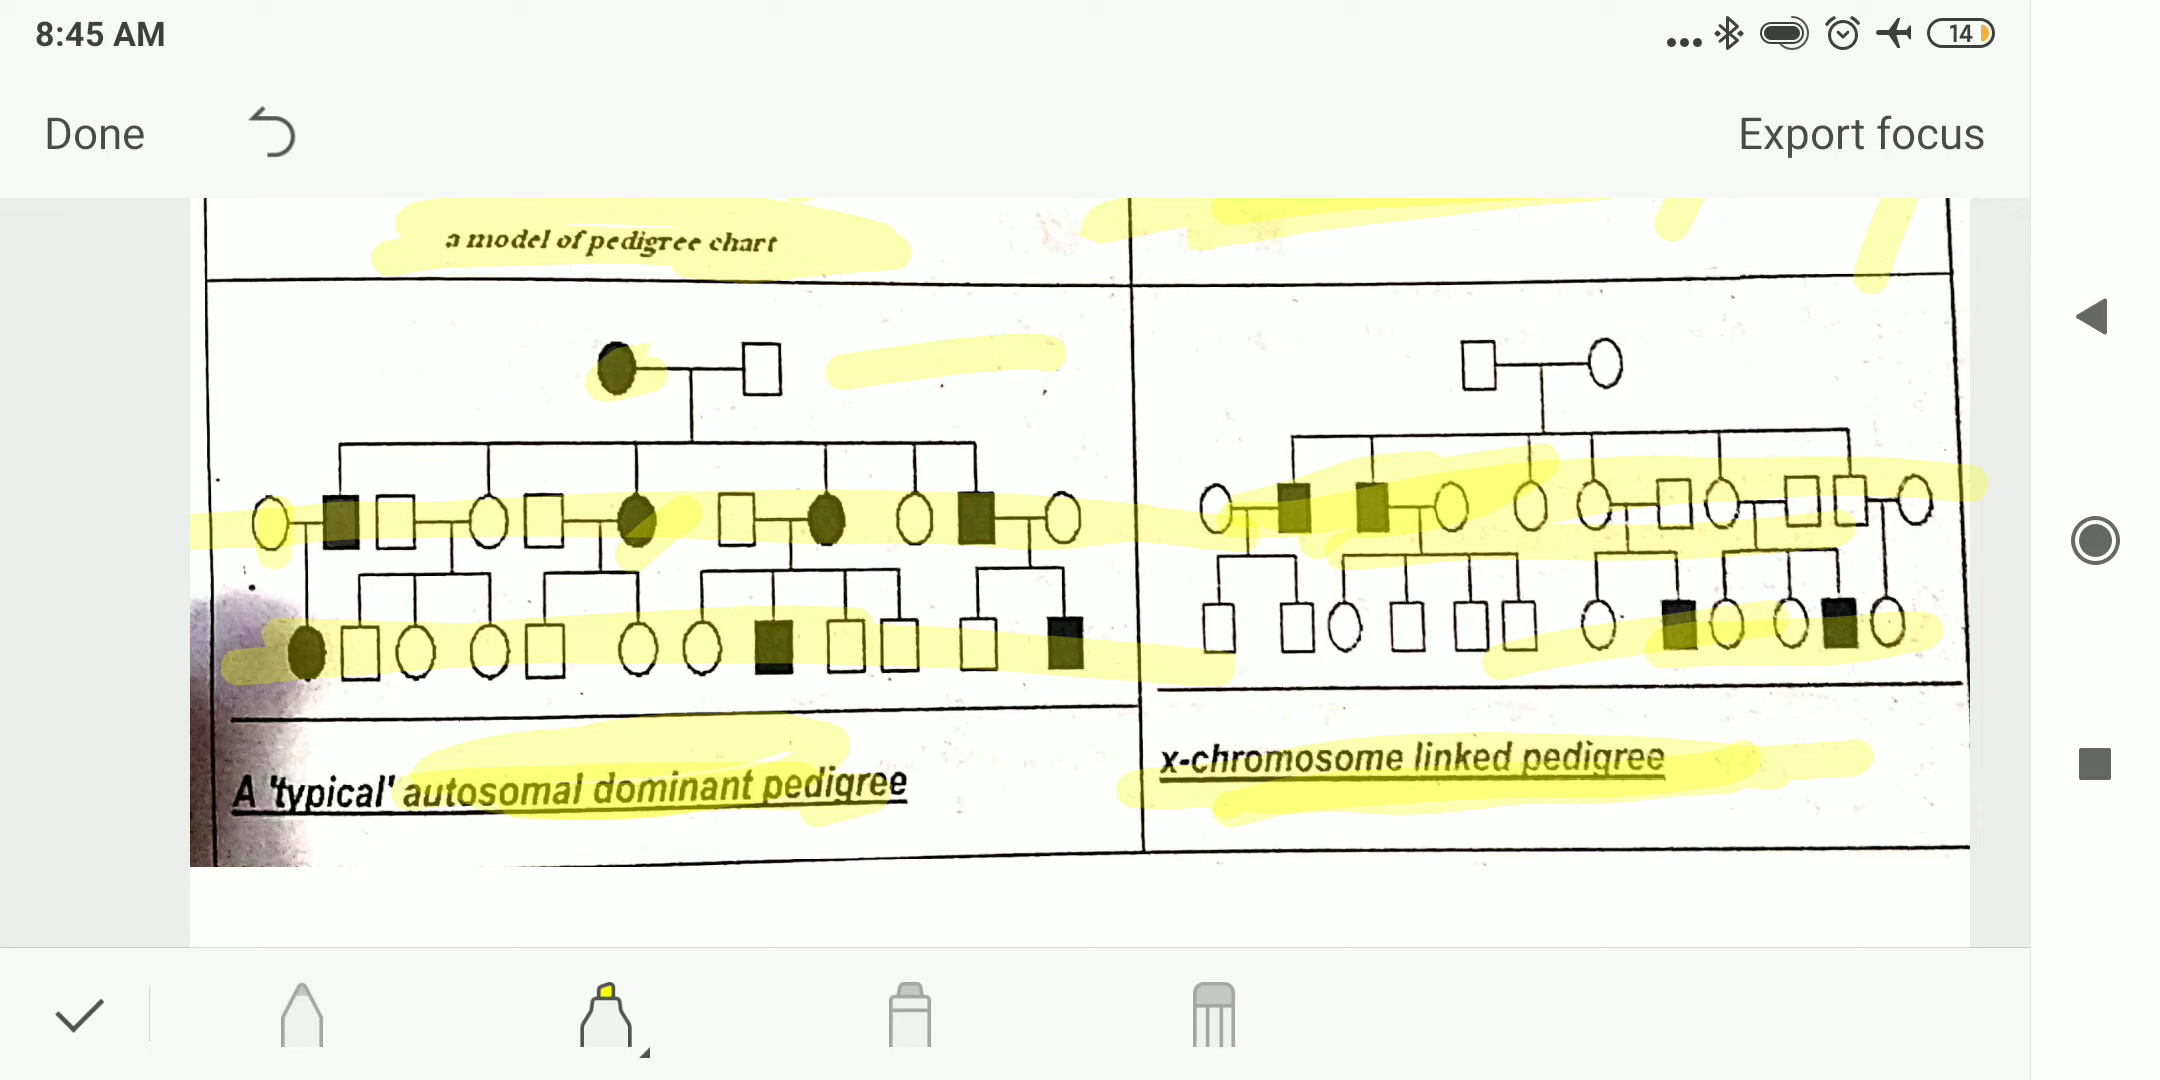 8:45 AM
14
Done
Export focus
a model of pedigree chart
A 'typical' autosomal dominant pedigree
x-chromosome linked pedigree